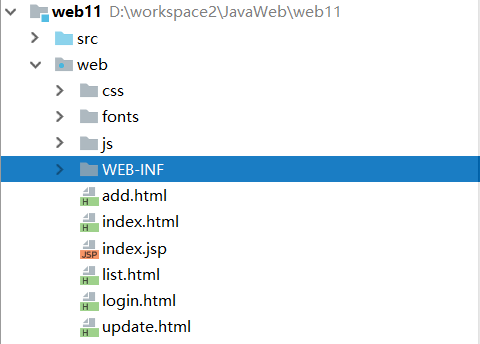 web11 D:\workspace2\JavaWeb\web11
src
web
css
fonts
js
WEB-INF
H add.html
H index.html
JSP index.jsp
H list.html
H login.html
H update.html